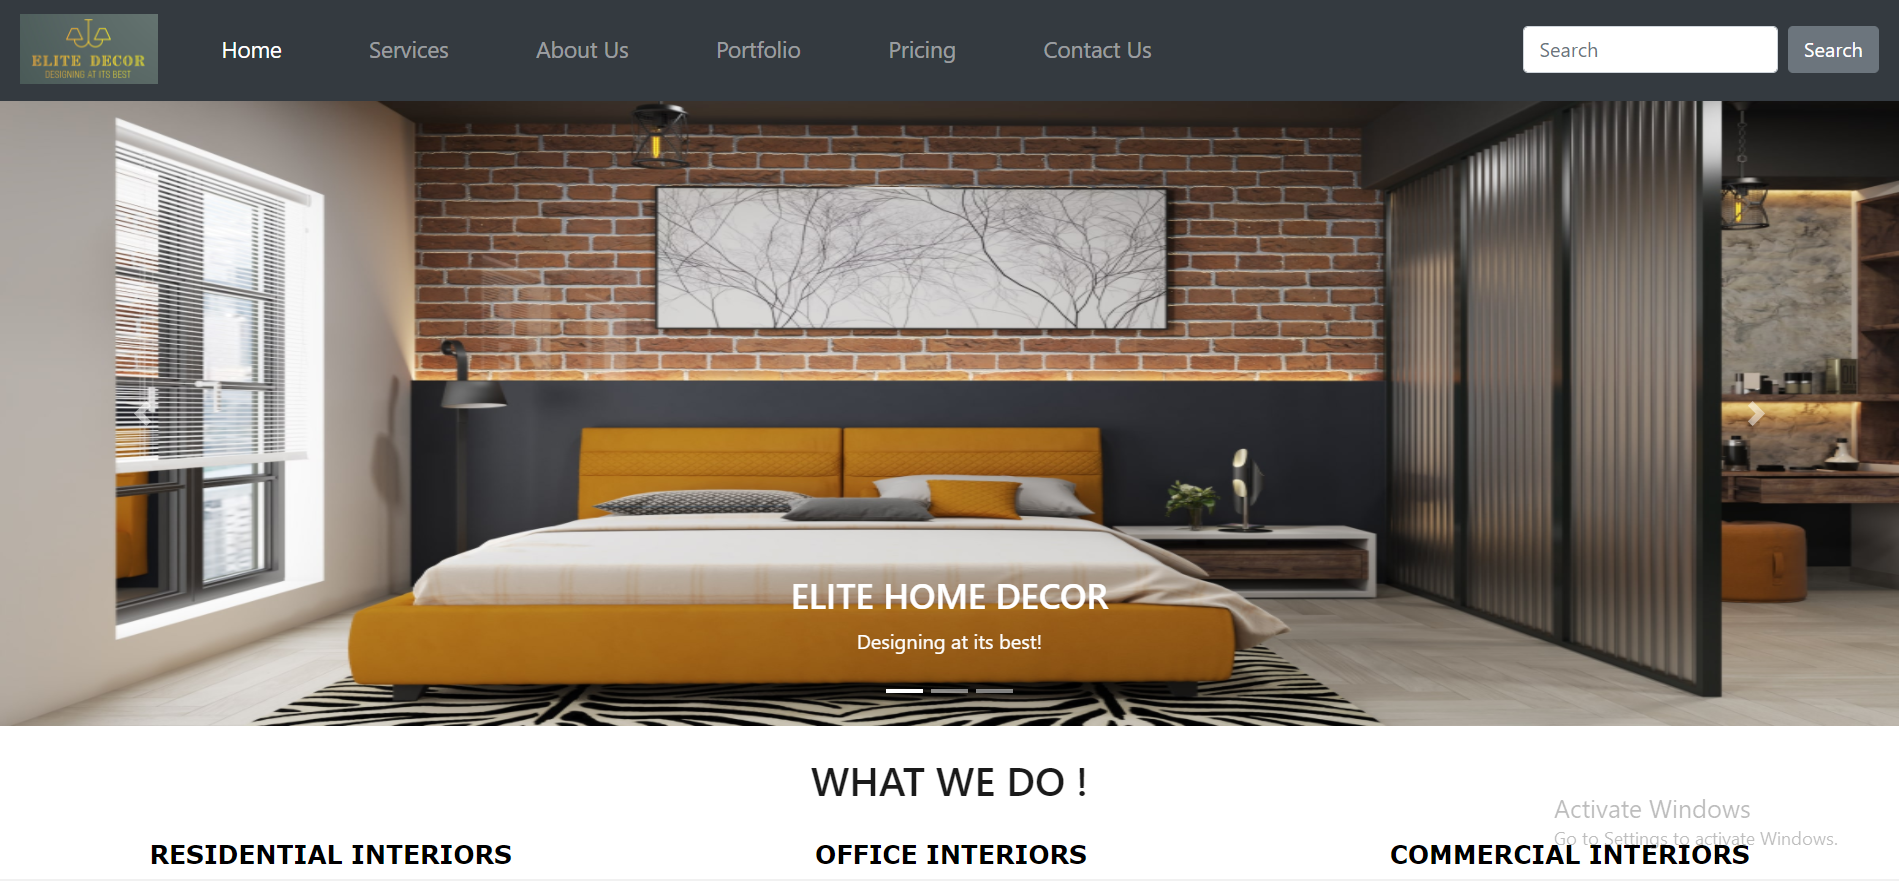 ELITE DECOR
DESIGNING AT ITS BEST
Home Services About Us Portfolio Pricing Contact Us Search Search
ELITE HOME DECOR
Designing at its best!
WHAT WE DO !
Activate Windows
Go to Settings to activate Windows.
RESIDENTIAL INTERIORS OFFICE INTERIORS COMMERCIAL INTERIORS